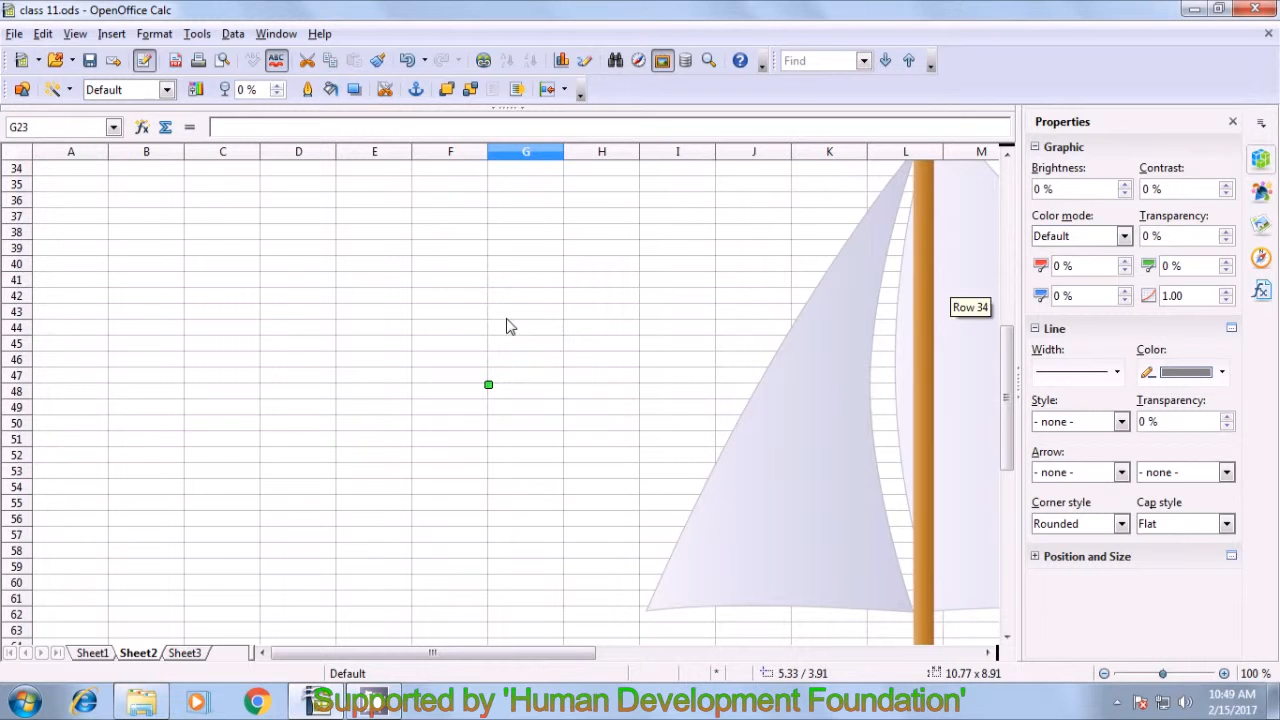 class 11.ods - OpenOffice Calc
File Edit View Insert Format Tools Data Window Help
ABC ABC Find
Default 0 %
G23
A B C D E F G H I J K L M
34
35
36
37
38
39
40
41
42
43
44
45
46
47
48
49
50
51
52
53
54
55
56
57
58
59
60
61
62
63
Row 34
Properties
Graphic
Brightness: Contrast:
0 % 0 %
Color mode: Transparency:
Default 0 %
0 % 0 %
0 % 1.00
Line
Width: Color:
Style: Transparency:
- none - 0 %
Arrow:
- none - - none -
Corner style Cap style
Rounded Flat
Position and Size
Sheet1 Sheet2 Sheet3
Default * 5.33 / 3.91 10.77 x 8.91 100 %
Supported by 'Human Development Foundation'
10:49 AM
2/15/2017